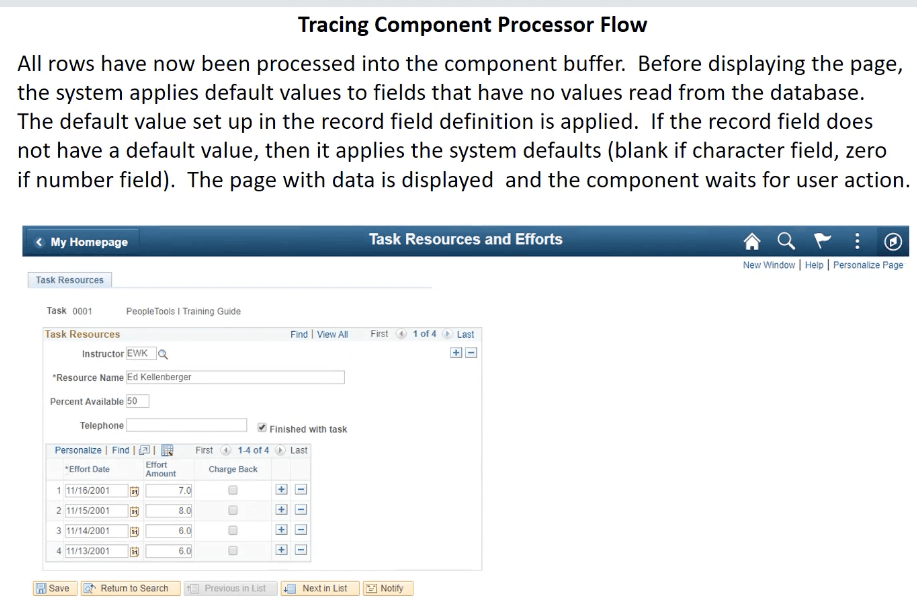 Tracing Component Processor Flow
All rows have now been processed into the component buffer.  Before displaying the page,
the system applies default values to fields that have no values read from the database.
The default value set up in the record field definition is applied.  If the record field does
not have a default value, then it applies the system defaults (blank if character field, zero
if number field).  The page with data is displayed  and the component waits for user action.
My Homepage
Task Resources and Efforts
New Window | Help | Personalize Page
Task Resources
Task 0001 PeopleTools I Training Guide
Task Resources Find | View All First 1 of 4 Last
Instructor EWK
*Resource Name Ed Kellenberger
Percent Available 50
Telephone Finished with task
Personalize | Find | First 1-4 of 4 Last
*Effort Date Effort Amount Charge Back
1 11/16/2001 7.0
2 11/15/2001 8.0
3 11/14/2001 6.0
4 11/13/2001 6.0
Save Return to Search Previous in List Next in List Notify